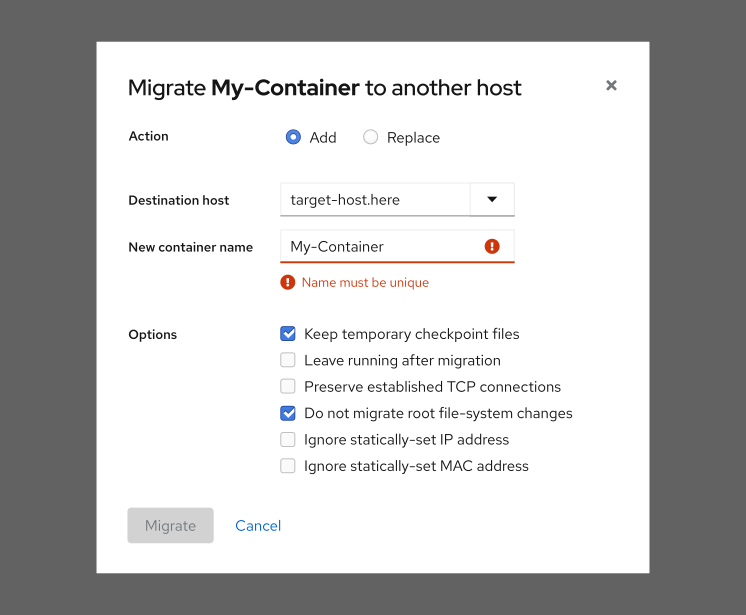 Migrate My-Container to another host
Action
Add
Replace
Destination host
target-host.here
New container name
My-Container
Name must be unique
Options
Keep temporary checkpoint files
Leave running after migration
Preserve established TCP connections
Do not migrate root file-system changes
Ignore statically-set IP address
Ignore statically-set MAC address
Migrate
Cancel